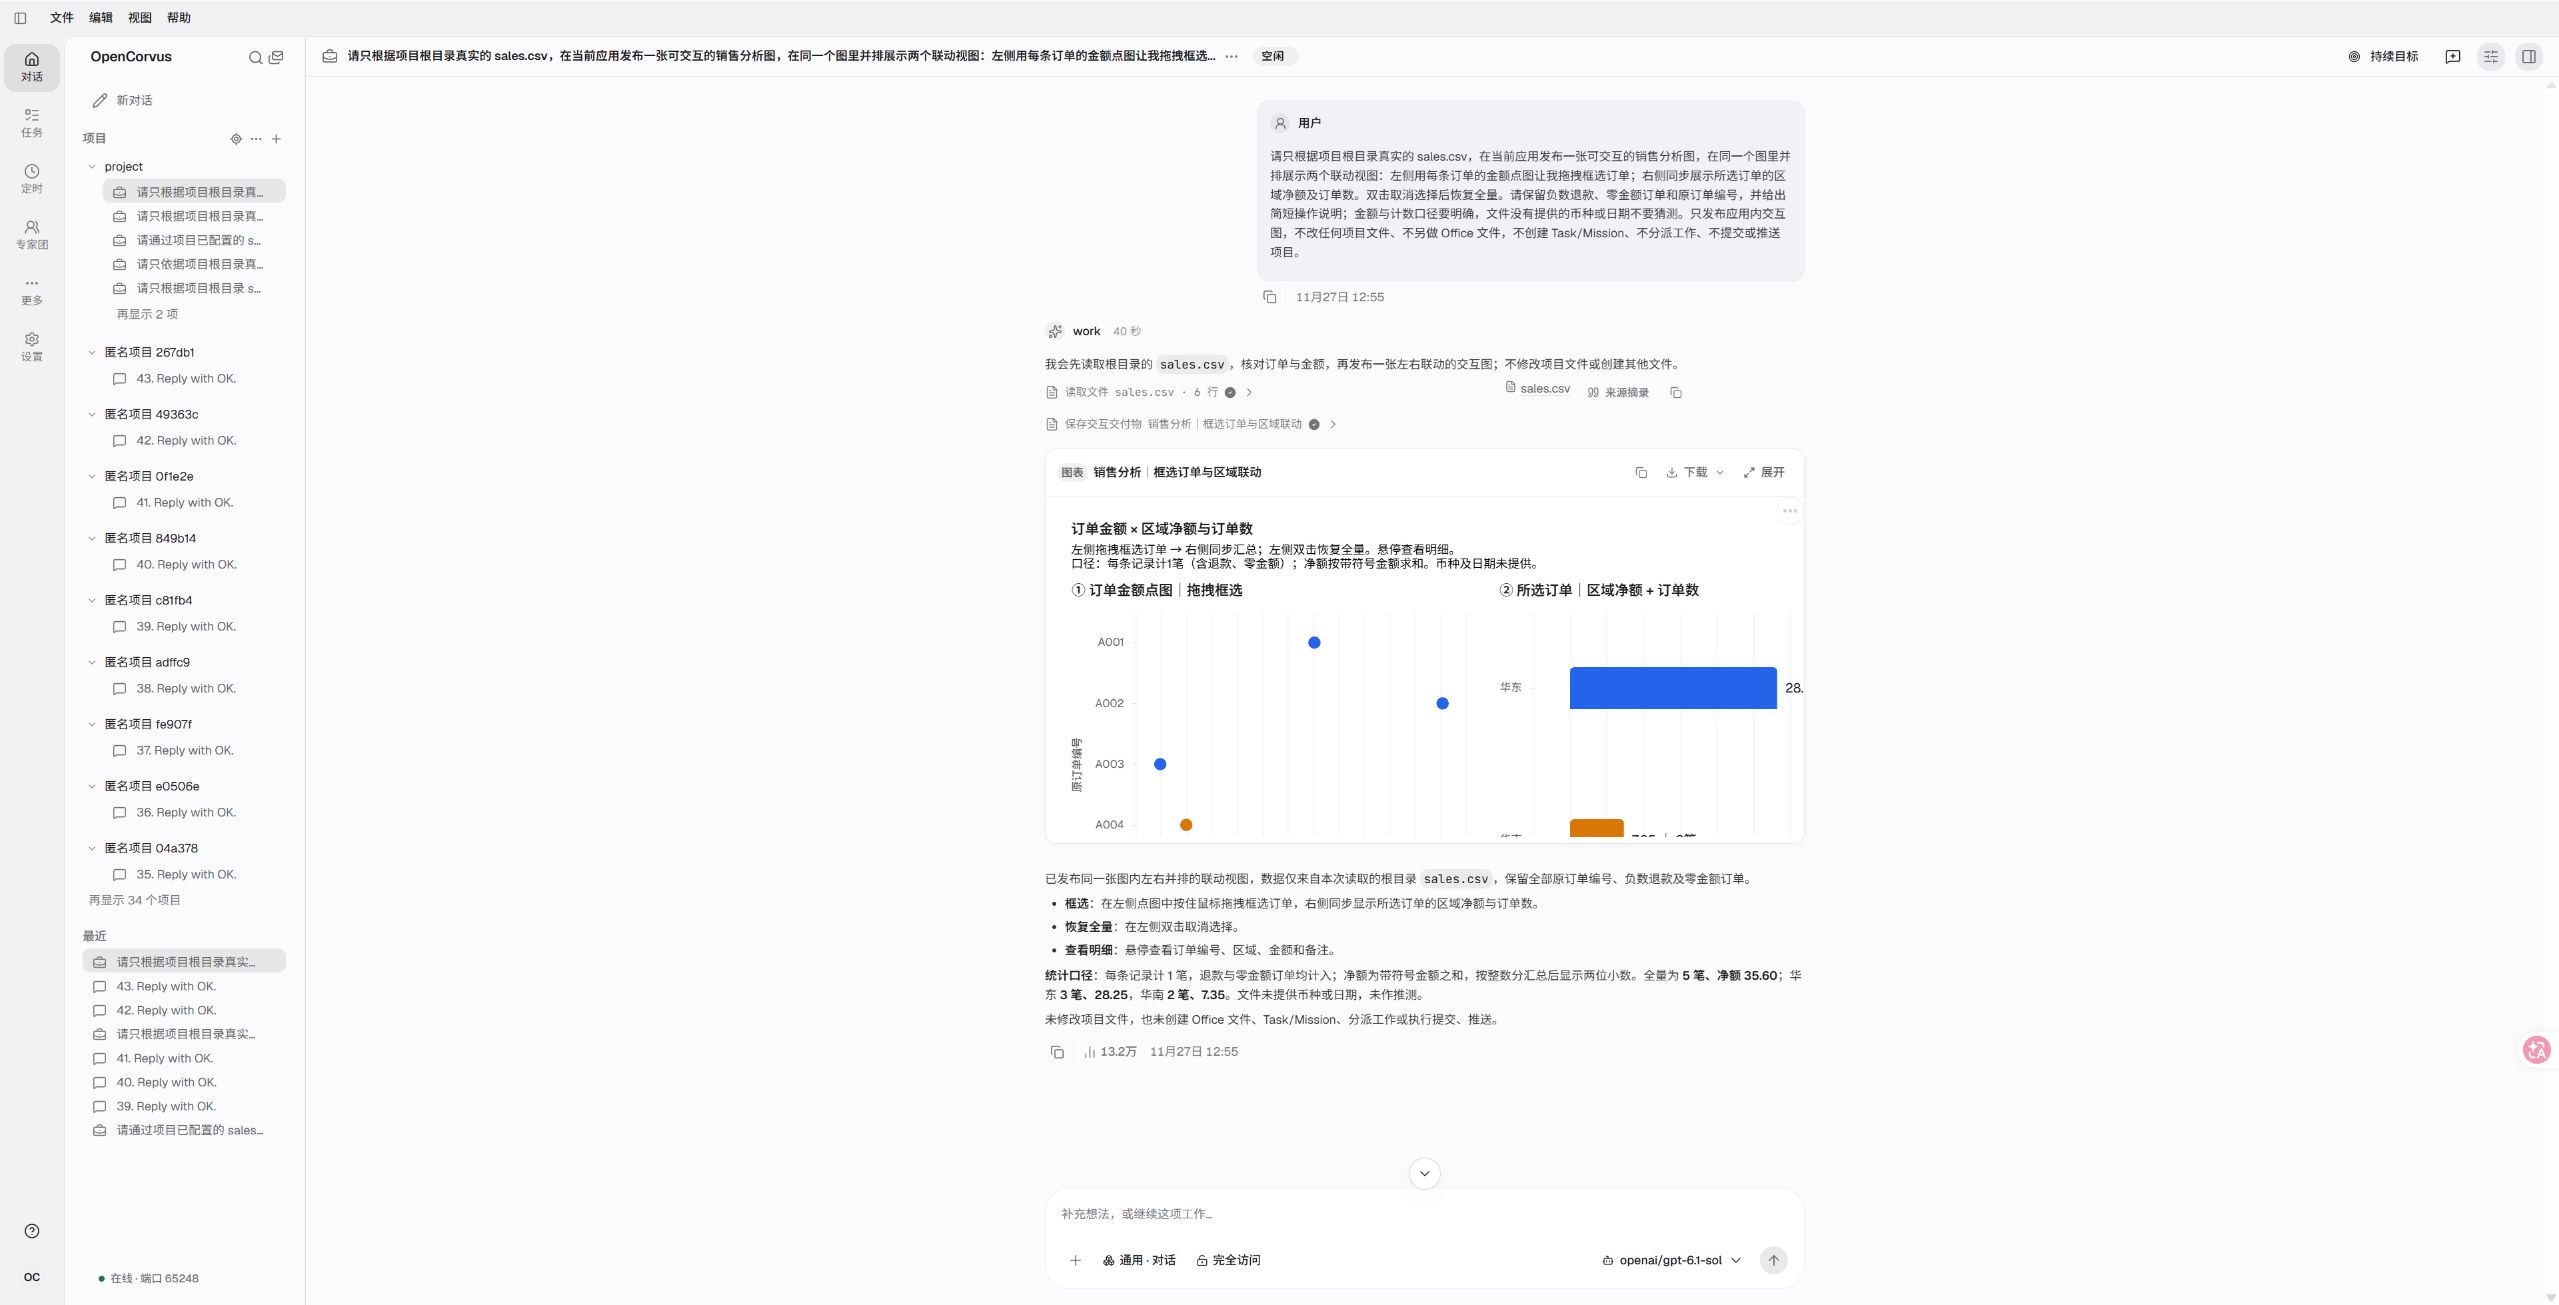 文件 编辑 视图 帮助
对话
任务
定时
专家团
更多
设置
OC
OpenCorvus
新对话
项目
project
请只根据项目根目录真...
请只根据项目根目录真...
请通过项目已配置的 s...
请只依据项目根目录真...
请只根据项目根目录 s...
再显示 2 项
匿名项目 267db1
43. Reply with OK.
匿名项目 49363c
42. Reply with OK.
匿名项目 0f1e2e
41. Reply with OK.
匿名项目 849b14
40. Reply with OK.
匿名项目 c81fb4
39. Reply with OK.
匿名项目 adffc9
38. Reply with OK.
匿名项目 fe907f
37. Reply with OK.
匿名项目 e0506e
36. Reply with OK.
匿名项目 04a378
35. Reply with OK.
再显示 34 个项目
最近
请只根据项目根目录真实...
43. Reply with OK.
42. Reply with OK.
请只根据项目根目录真实...
41. Reply with OK.
40. Reply with OK.
39. Reply with OK.
请通过项目已配置的 sales...
在线 · 端口 65248
请只根据项目根目录真实的 sales.csv，在当前应用发布一张可交互的销售分析图，在同一个图里并排展示两个联动视图：左侧用每条订单的金额点图让我拖拽框选... 空闲
持续目标
用户
请只根据项目根目录真实的 sales.csv，在当前应用发布一张可交互的销售分析图，在同一个图里并
排展示两个联动视图：左侧用每条订单的金额点图让我拖拽框选订单；右侧同步展示所选订单的区
域净额及订单数。双击取消选择后恢复全量。请保留负数退款、零金额订单和原订单编号，并给出
简短操作说明；金额与计数口径要明确，文件没有提供的币种或日期不要猜测。只发布应用内交互
图，不改任何项目文件、不另做 Office 文件，不创建 Task/Mission、不分派工作、不提交或推送
项目。
11月27日 12:55
work 40 秒
我会先读取根目录的 sales.csv，核对订单与金额，再发布一张左右联动的交互图；不修改项目文件或创建其他文件。
读取文件 sales.csv · 6 行
sales.csv 来源摘录
保存交互交付物 销售分析｜框选订单与区域联动
图表 销售分析｜框选订单与区域联动 下载 展开
订单金额 × 区域净额与订单数
左侧拖拽框选订单 → 右侧同步汇总；左侧双击恢复全量。悬停查看明细。
口径：每条记录计1笔（含退款、零金额）；净额按带符号金额求和。币种及日期未提供。
① 订单金额点图｜拖拽框选
② 所选订单｜区域净额 + 订单数
原订单编号
A001
A002
A003
A004
华东
28.
已发布同一张图内左右并排的联动视图，数据仅来自本次读取的根目录 sales.csv，保留全部原订单编号、负数退款及零金额订单。
• 框选：在左侧点图中按住鼠标拖拽框选订单，右侧同步显示所选订单的区域净额与订单数。
• 恢复全量：在左侧双击取消选择。
• 查看明细：悬停查看订单编号、区域、金额和备注。
统计口径：每条记录计 1 笔，退款与零金额订单均计入；净额为带符号金额之和，按整数分汇总后显示两位小数。全量为 5 笔、净额 35.60；华
东 3 笔、28.25，华南 2 笔、7.35。文件未提供币种或日期，未作推测。
未修改项目文件，也未创建 Office 文件、Task/Mission、分派工作或执行提交、推送。
13.2万 11月27日 12:55
补充想法，或继续这项工作...
通用 · 对话 完全访问
openai/gpt-6.1-sol